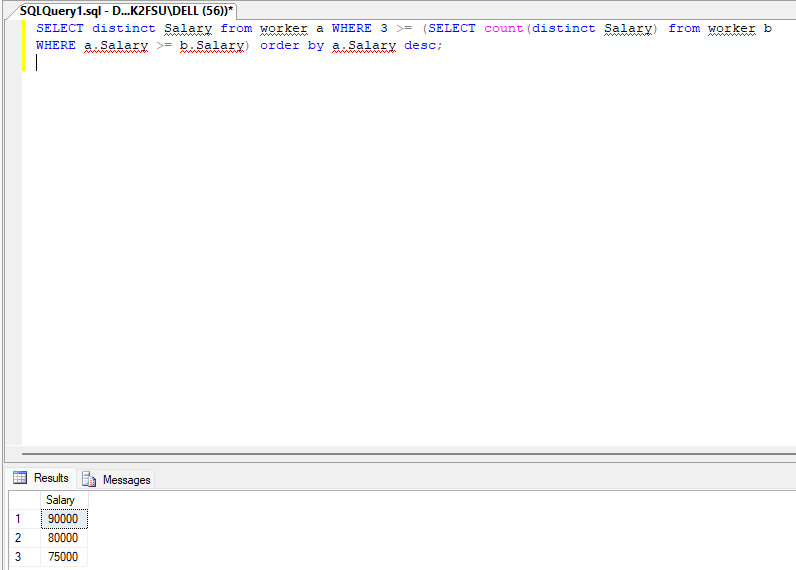 SQLQuery1.sql - D...K2FSU\DELL (56))*
SELECT distinct Salary from worker a WHERE 3 >= (SELECT count(distinct Salary) from worker b
WHERE a.Salary >= b.Salary) order by a.Salary desc;
Results Messages
Salary
1 90000
2 80000
3 75000